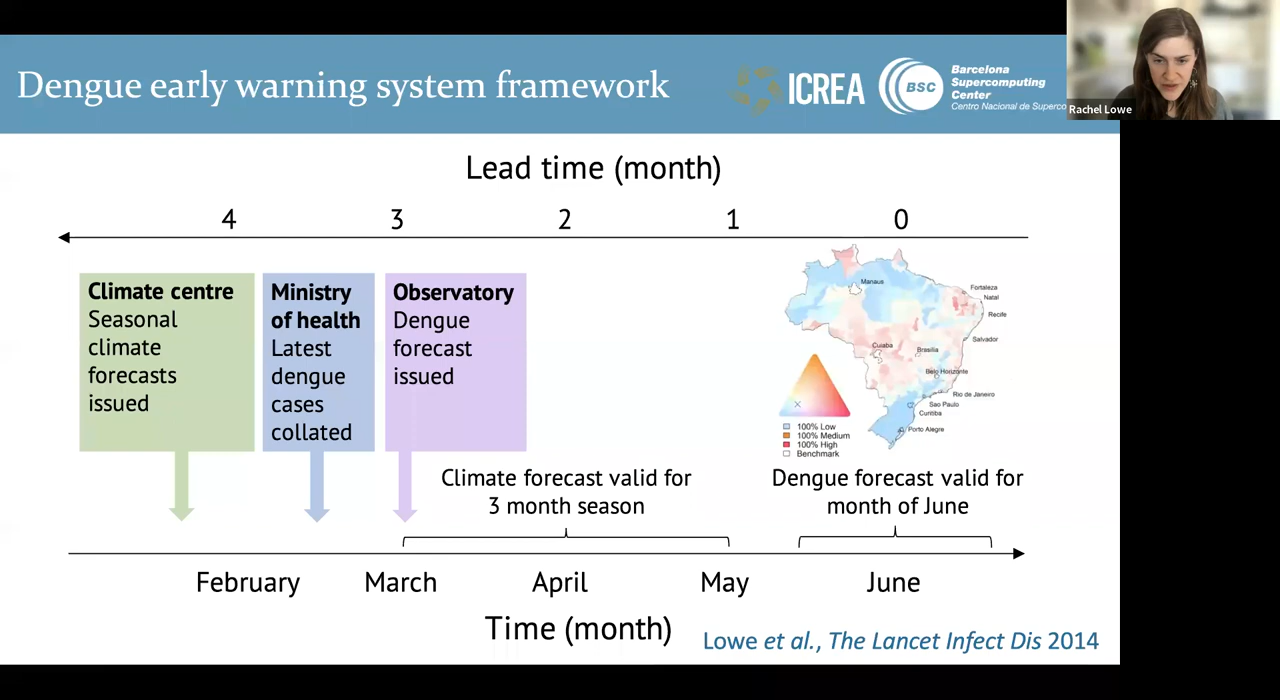 Dengue early warning system framework
ICREA
BSC
Barcelona
Supercomputing
Center
Centro Nacional de Superco
Rachel Lowe
Lead time (month)
4 3 2 1 0
Climate centre
Seasonal
climate
forecasts
issued
Ministry
of health
Latest
dengue
cases
collated
Observatory
Dengue
forecast
issued
Manaus
Fortaleza
Natal
Recife
Salvador
Cuiaba
Brasilia
Belo Horizonte
Rio de Janeiro
Sao Paulo
Curitiba
Porto Alegre
100% Low
100% Medium
100% High
Benchmark
Climate forecast valid for
3 month season
Dengue forecast valid for
month of June
February March April May June
Time (month)
Lowe et al., The Lancet Infect Dis 2014